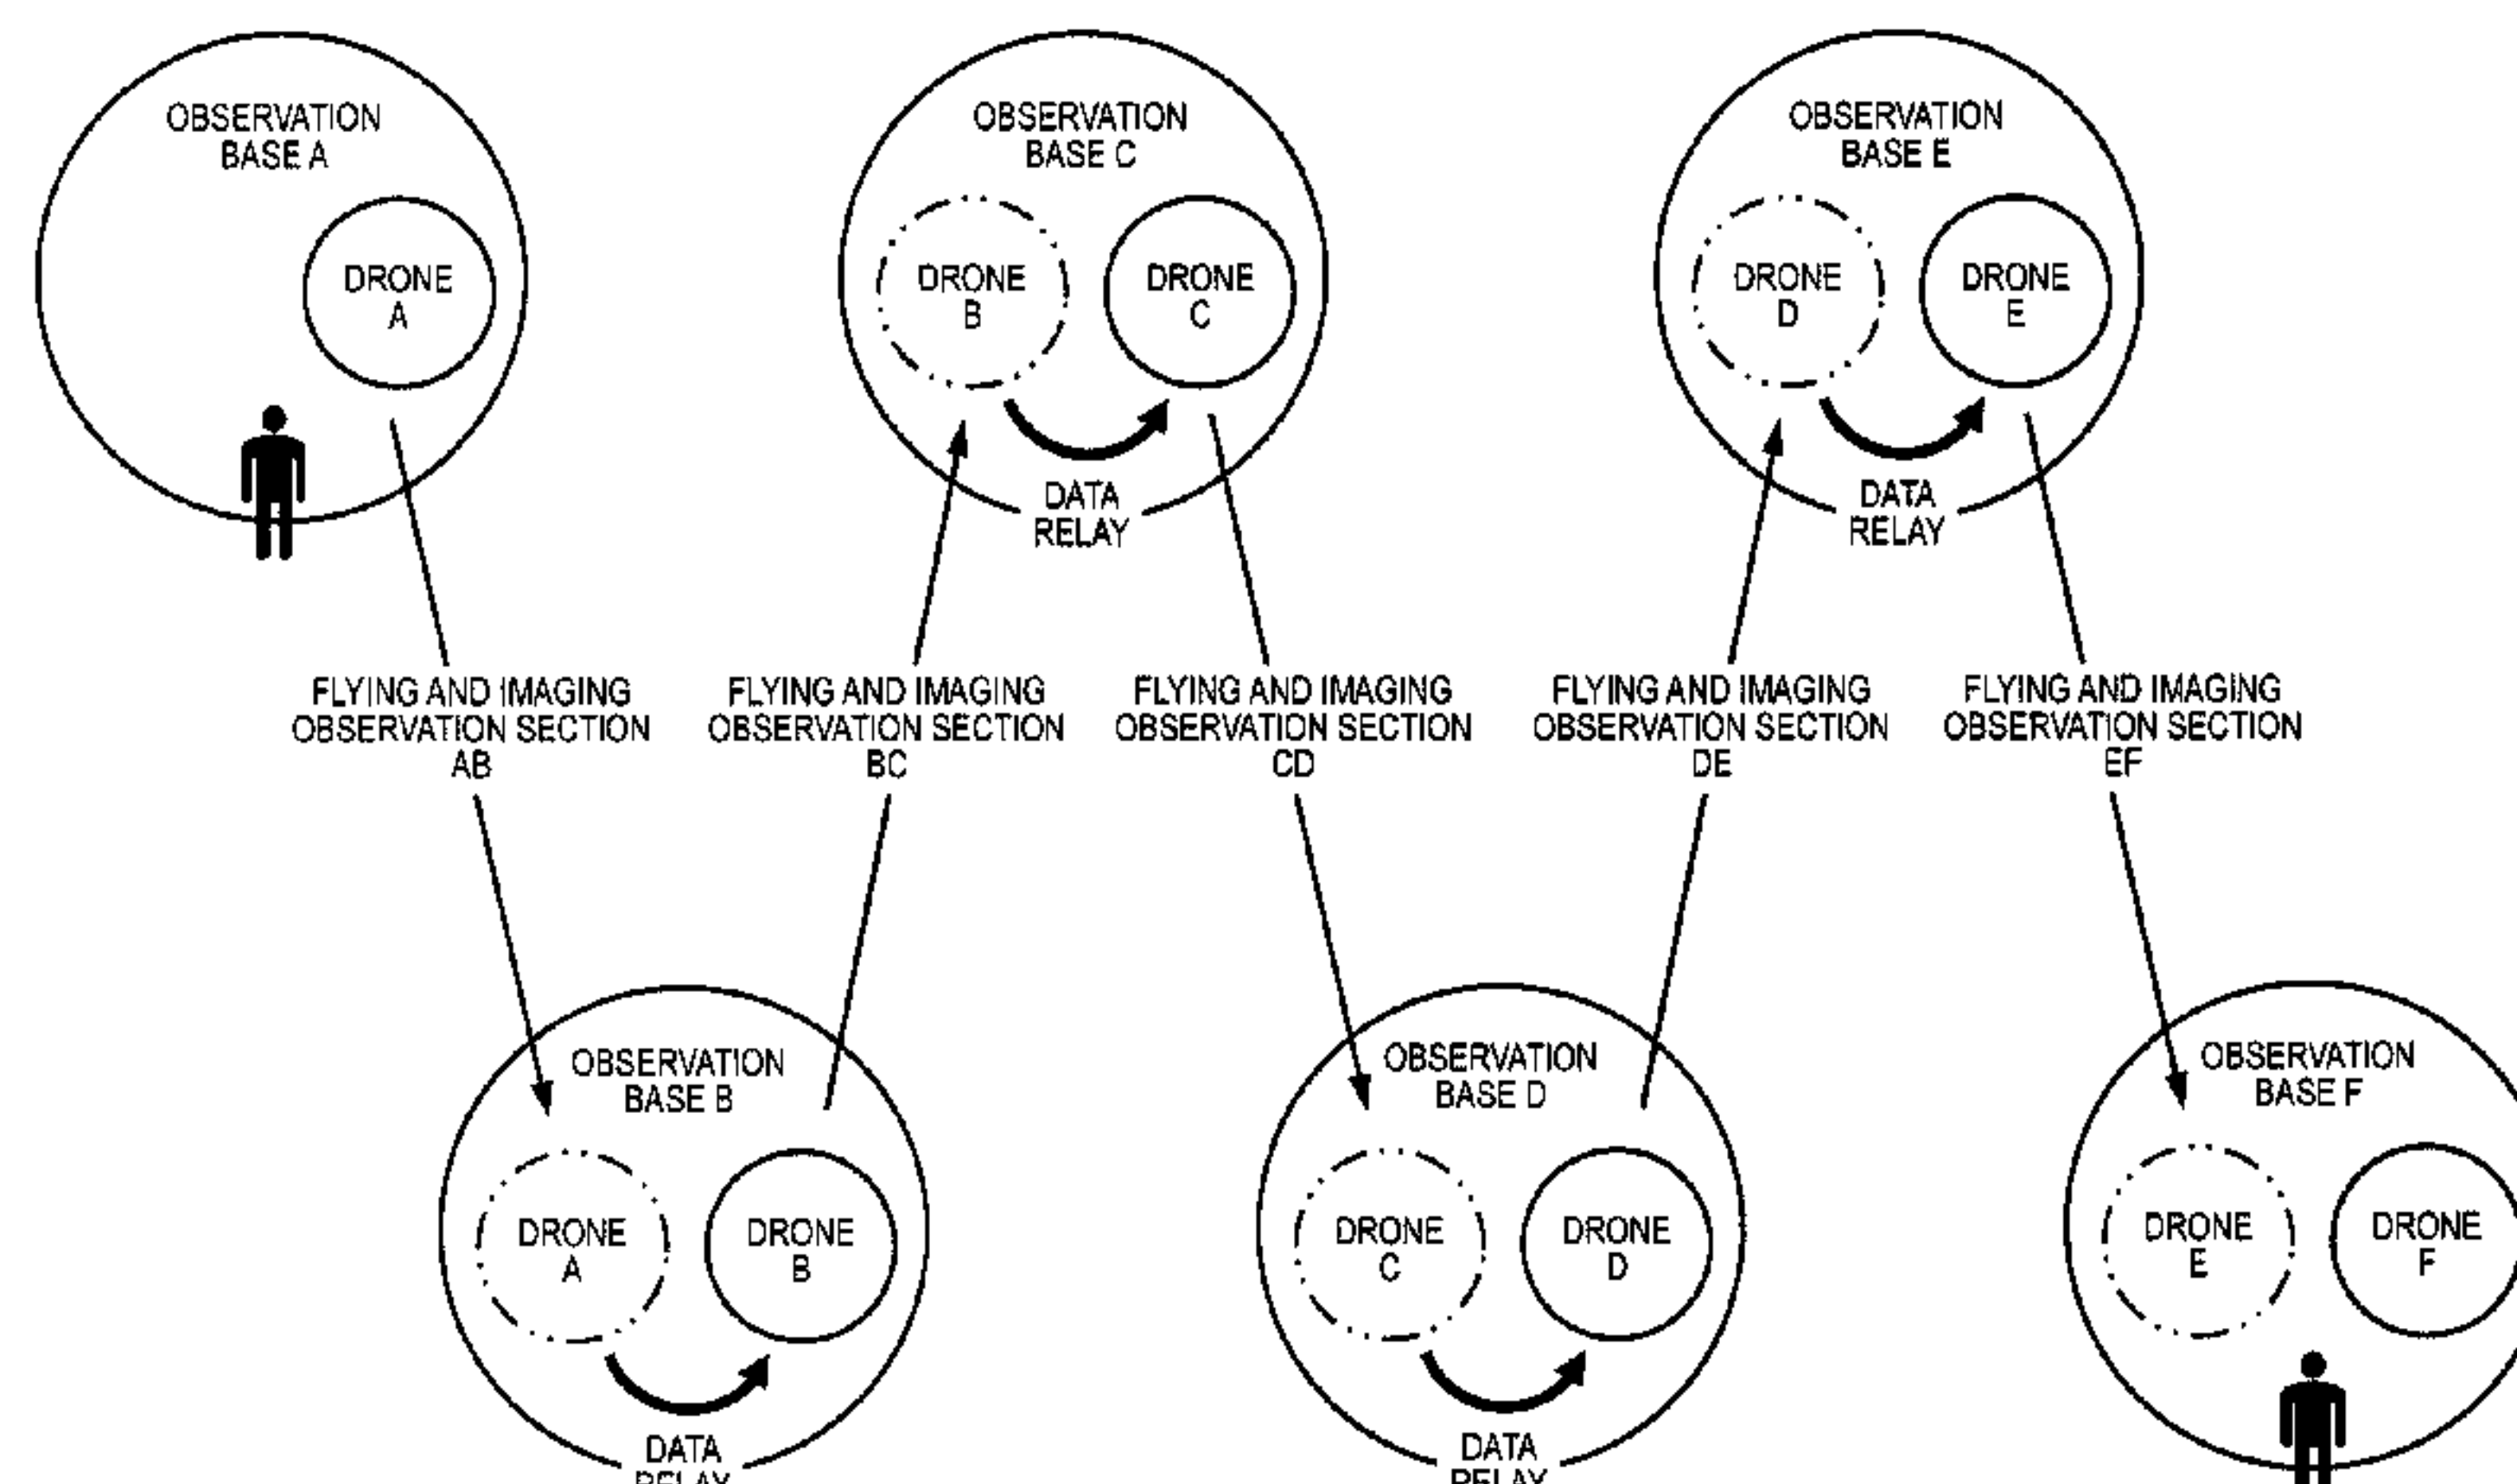 OBSERVATION
BASE A
DRONE
A
OBSERVATION
BASE C
DRONE
B
DRONE
C
DATA
RELAY
OBSERVATION
BASE E
DRONE
D
DRONE
E
DATA
RELAY
FLYING AND IMAGING
OBSERVATION SECTION
AB
FLYING AND IMAGING
OBSERVATION SECTION
BC
FLYING AND IMAGING
OBSERVATION SECTION
CD
FLYING AND IMAGING
OBSERVATION SECTION
DE
FLYING AND IMAGING
OBSERVATION SECTION
EF
OBSERVATION
BASE B
DRONE
A
DRONE
B
DATA
RELAY
OBSERVATION
BASE D
DRONE
C
DRONE
D
DATA
RELAY
OBSERVATION
BASE F
DRONE
E
DRONE
F